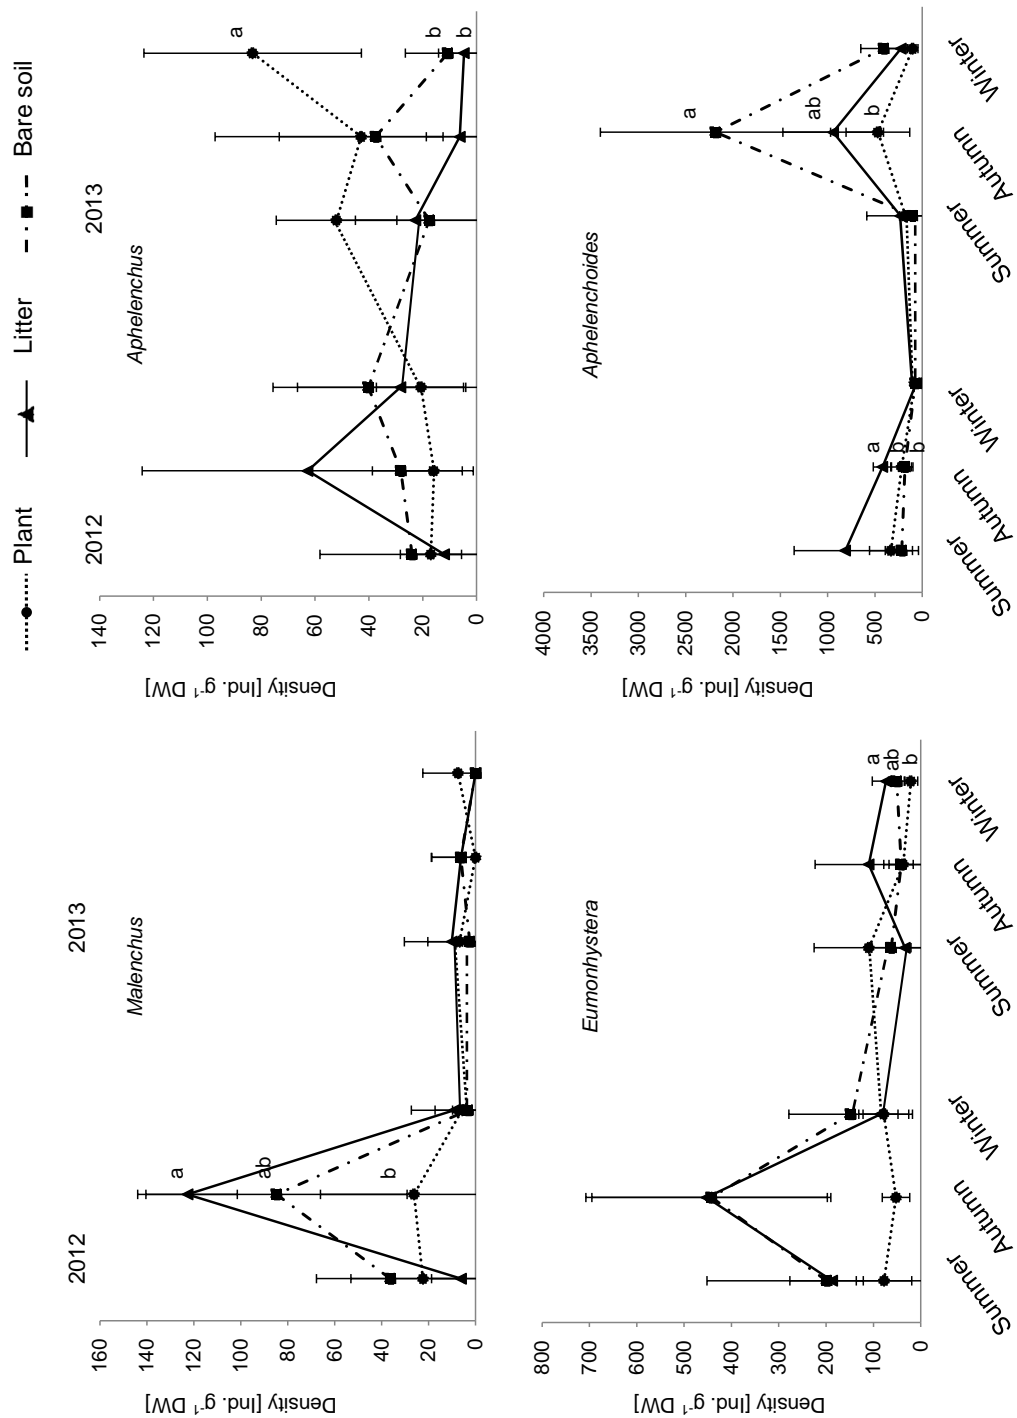 Plant Litter Bare soil
2012 2013
Malenchus
160
140
120
100
80
60
40
20
0
Density [Ind. g-1 DW]
a
ab
b
2012 2013
Aphelenchus
140
120
100
80
60
40
20
0
Density [Ind. g-1 DW]
a
b
b
Eumonhystera
800
700
600
500
400
300
200
100
0
Density [Ind. g-1 DW]
a
ab
b
Summer Autumn Winter Summer Autumn Winter
Aphelenchoides
4000
3500
3000
2500
2000
1500
1000
500
0
Density [Ind. g-1 DW]
a
b
b
a
ab
b
Summer Autumn Winter Summer Autumn Winter